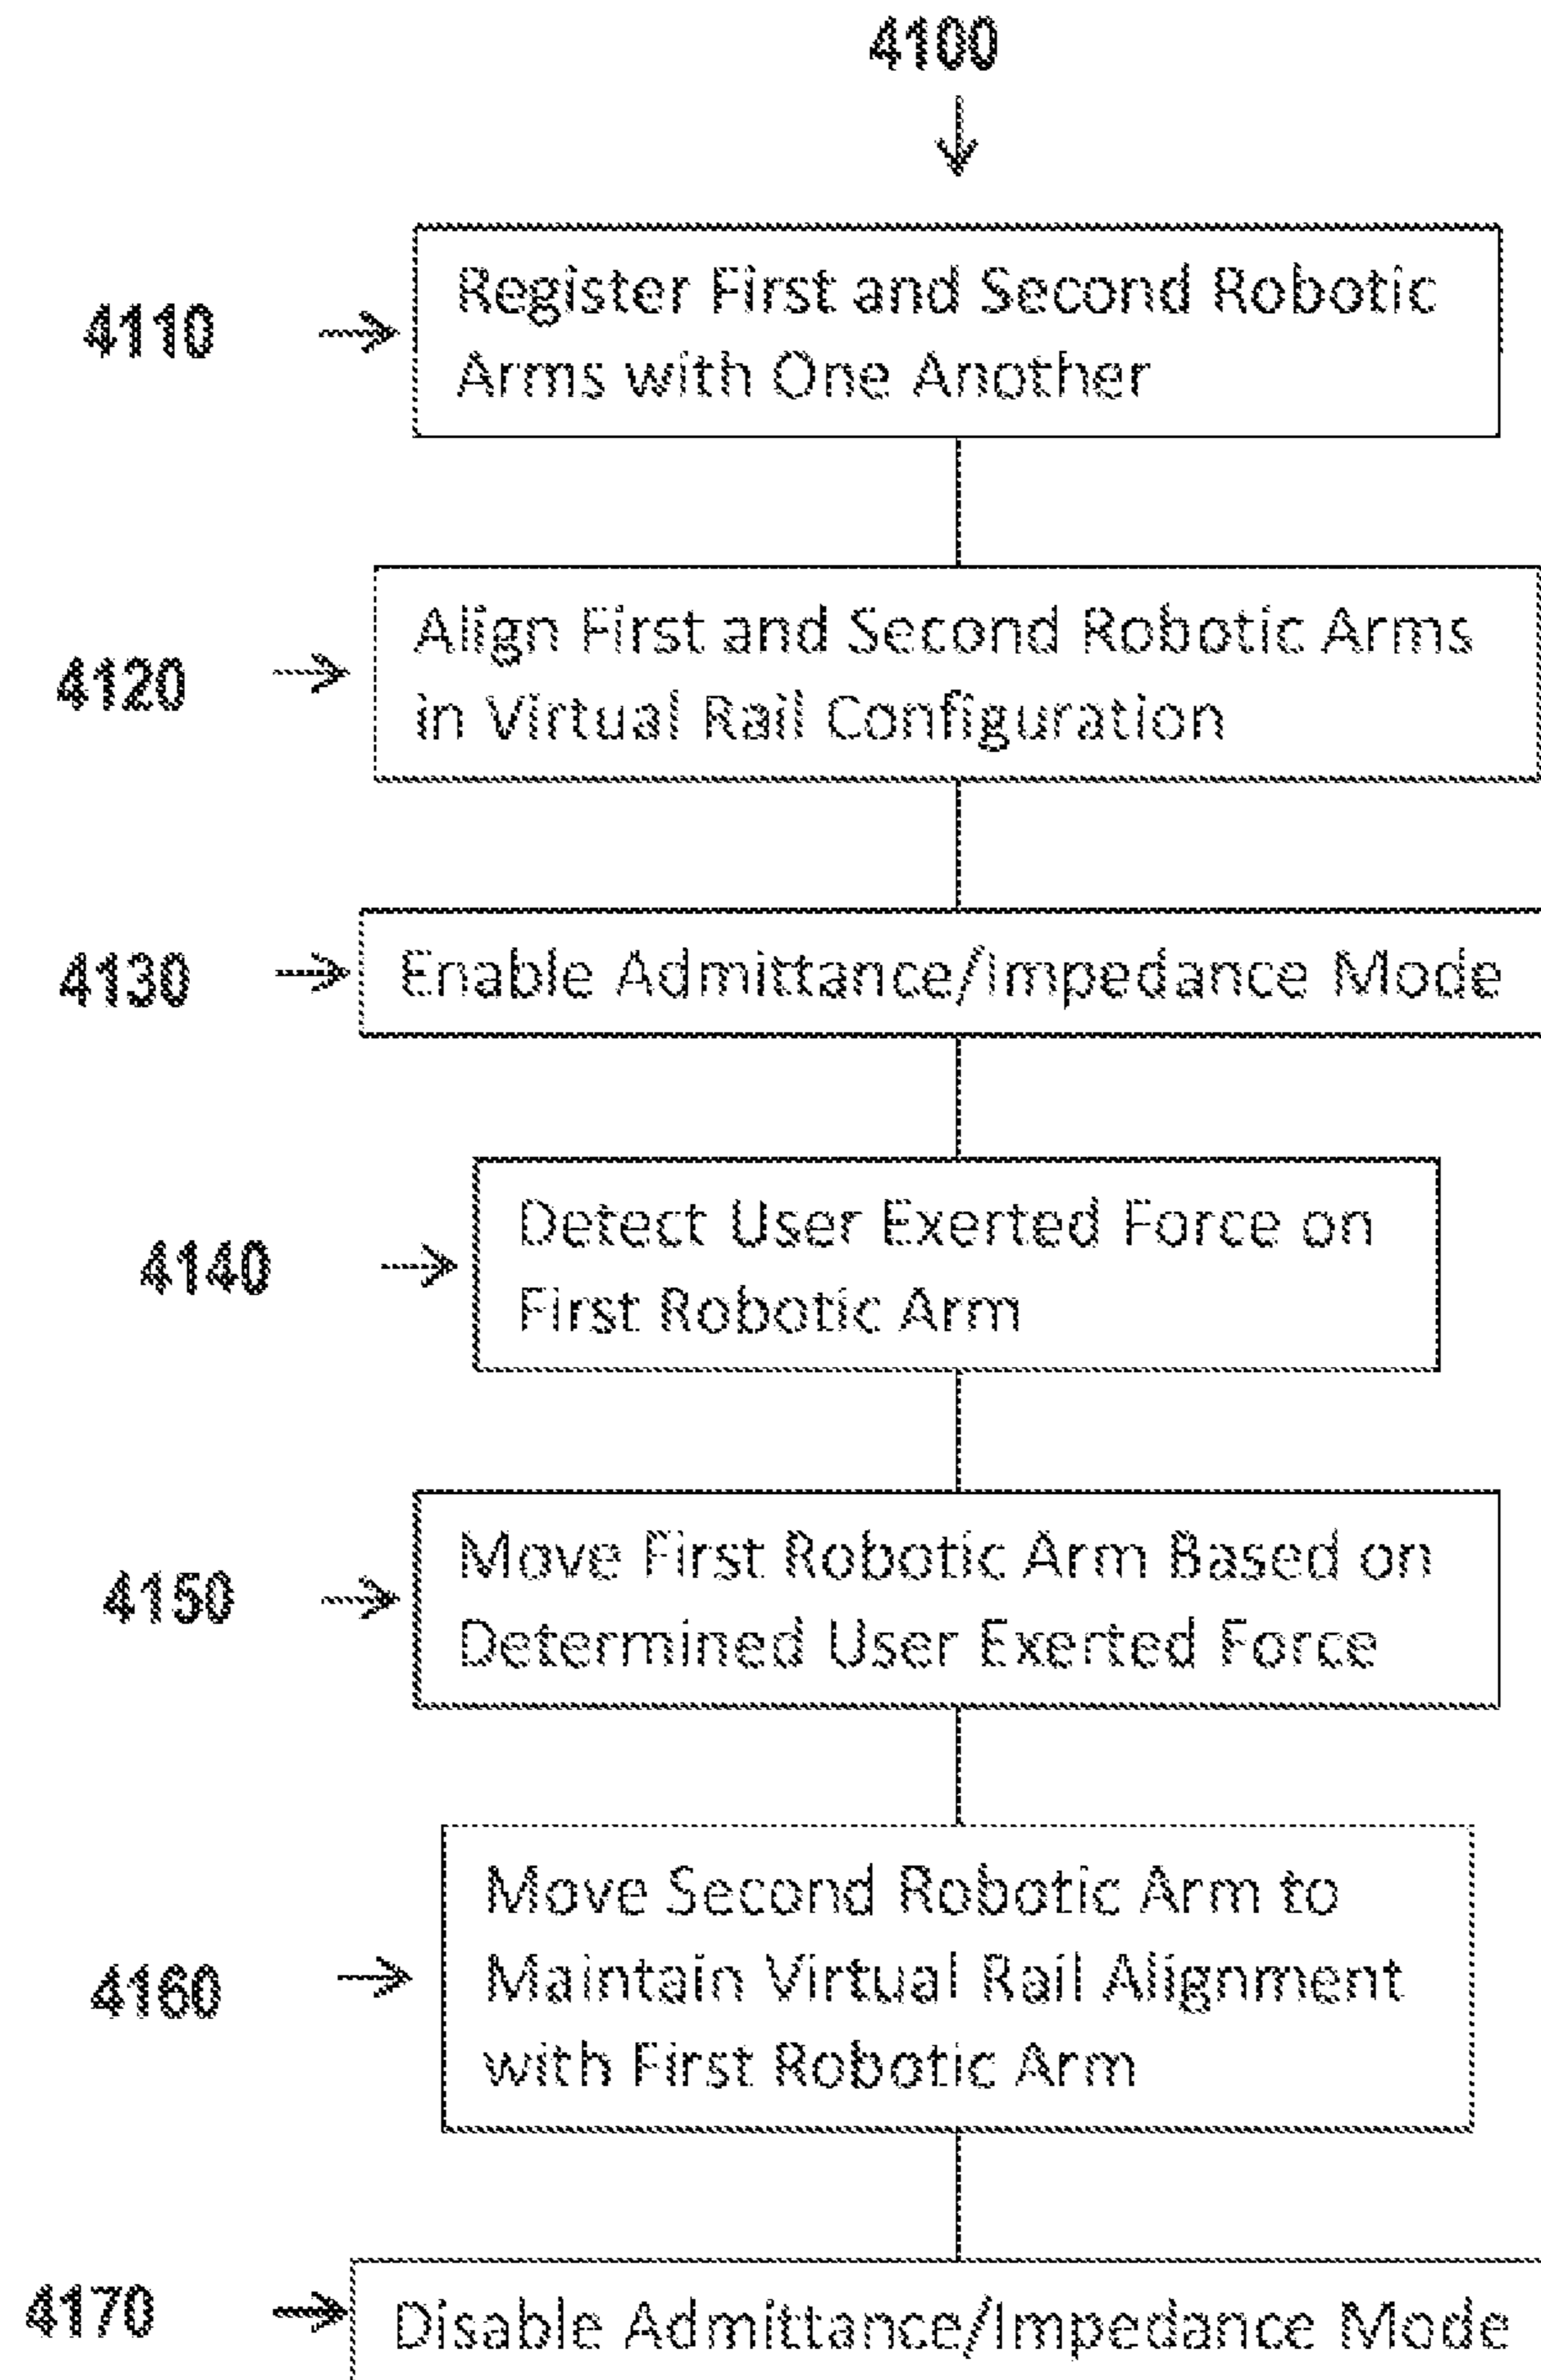 4100
4110
Register First and Second Robotic
Arms with One Another
4120
Align First and Second Robotic Arms
in Virtual Rail Configuration
4130
Enable Admittance/Impedance Mode
4140
Detect User Exerted Force on
First Robotic Arm
4150
Move First Robotic Arm Based on
Determined User Exerted Force
4160
Move Second Robotic Arm to
Maintain Virtual Rail Alignment
with First Robotic Arm
4170
Disable Admittance/Impedance Mode